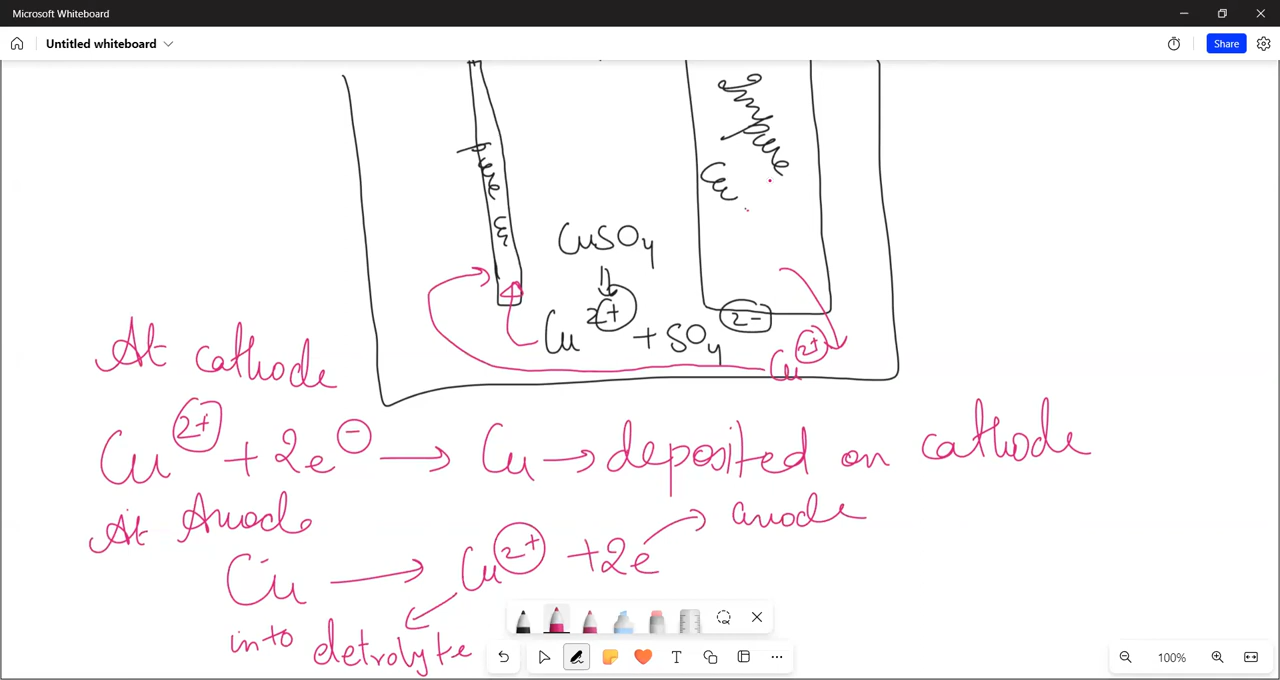 Microsoft Whiteboard
Untitled whiteboard
Share
pure Cu
Impure
Cu
CuSO4
Cu2+ + SO4 2-
Cu2+
At cathode
Cu2+ + 2e- → Cu → deposited on cathode
At Anode
anode
Cu → Cu2+ + 2e
into eletrolyte
100%